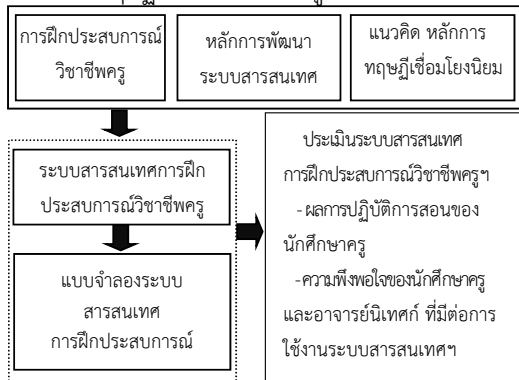 การฝึกประสบการณ์
วิชาชีพครู
หลักการพัฒนา
ระบบสารสนเทศ
แนวคิด หลักการ
ทฤษฎีเชื่อมโยงนิยม
ระบบสารสนเทศการฝึก
ประสบการณ์วิชาชีพครู
แบบจำลองระบบ
สารสนเทศ
การฝึกประสบการณ์
ประเมินระบบสารสนเทศ
การฝึกประสบการณ์วิชาชีพครูฯ
-ผลการปฏิบัติการสอนของ
นักศึกษาครู
-ความพึงพอใจของนักศึกษาครู
และอาจารย์นิเทศก์ ที่มีต่อการ
ใช้งานระบบสารสนเทศฯ